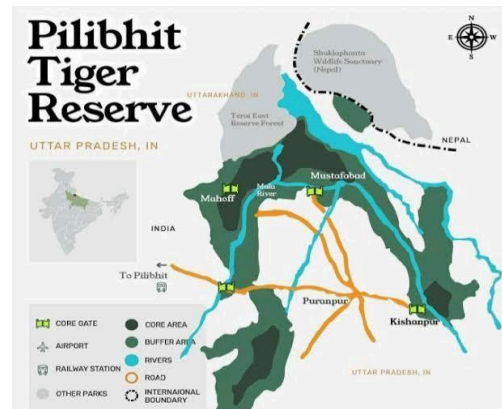 Pilibhit
Tiger
Reserve
UTTAR PRADESH, IN
N
E
W
S
Shuklaphanta
Wildlife Sanctuary
(Nepal)
UTTARAKHAND, IN
Terai East
Reserve Forest
NEPAL
Mustafabad
Mala
River
Mahoff
INDIA
To Pilibhit
Puranpur
Kishanpur
UTTAR PRADESH, IN
CORE GATE
AIRPORT
RAILWAY STATION
OTHER PARKS
CORE AREA
BUFFER AREA
RIVERS
ROAD
INTERNAIONAL
BOUNDARY